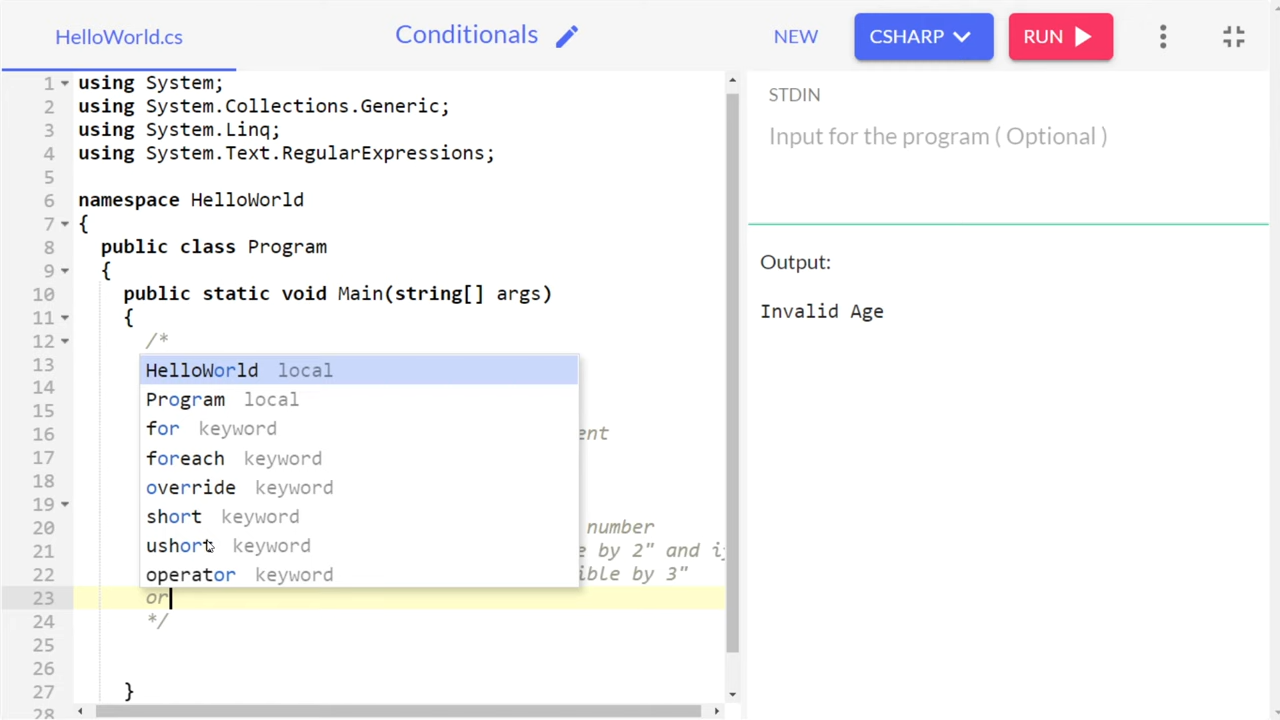 HelloWorld.cs
Conditionals
NEW
CSHARP
RUN
1 using System;
2 using System.Collections.Generic;
3 using System.Linq;
4 using System.Text.RegularExpressions;
5
6 namespace HelloWorld
7 {
8 public class Program
9 {
10 public static void Main(string[] args)
11 {
12 /*
13
14
15
16 ent
17
18
19
20 number
21 e by 2" and i
22 ible by 3"
23 or
24 */
25
26
27 }
28
HelloWorld local
Program local
for keyword
foreach keyword
override keyword
short keyword
ushort keyword
operator keyword
STDIN
Input for the program ( Optional )
Output:
Invalid Age